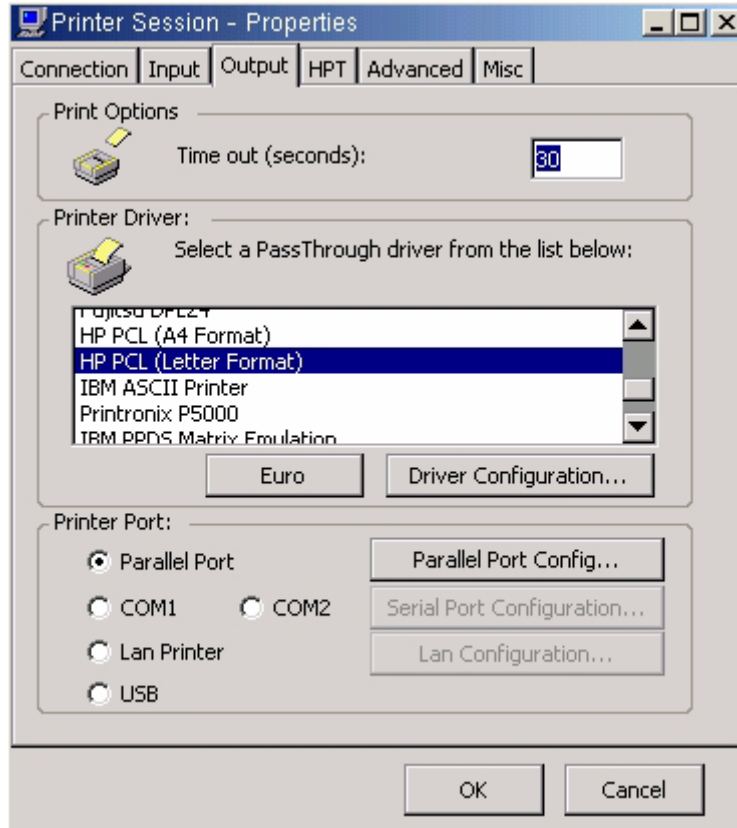 Printer Session - Properties
Connection Input Output HPT Advanced Misc
Print Options
Time out (seconds): 30
Printer Driver:
Select a PassThrough driver from the list below:
Fujitsu DPL24
HP PCL (A4 Format)
HP PCL (Letter Format)
IBM ASCII Printer
Printronix P5000
IBM PPDS Matrix Emulation
Euro Driver Configuration...
Printer Port:
Parallel Port Parallel Port Config...
COM1 COM2 Serial Port Configuration...
Lan Printer Lan Configuration...
USB
OK Cancel